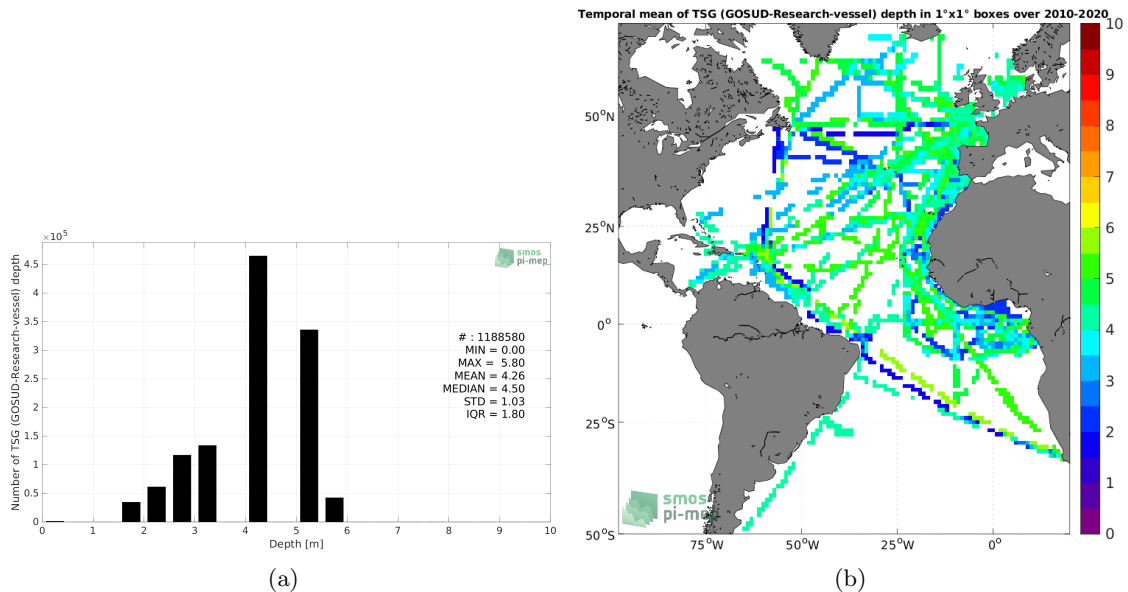 Temporal mean of TSG (GOSUD-Research-vessel) depth in 1°x1° boxes over 2010-2020
×10⁵
Number of TSG (GOSUD-Research-vessel) depth
4.5
4
3.5
3
2.5
2
1.5
1
0.5
0
smos
pi-mep
# : 1188580
MIN = 0.00
MAX = 5.80
MEAN = 4.26
MEDIAN = 4.50
STD = 1.03
IQR = 1.80
0 1 2 3 4 5 6 7 8 9 10
Depth [m]
(a)
50°N
25°N
0°
25°S
50°S
75°W 50°W 25°W 0°
smos
pi-mep
10
9
8
7
6
5
4
3
2
1
0
(b)